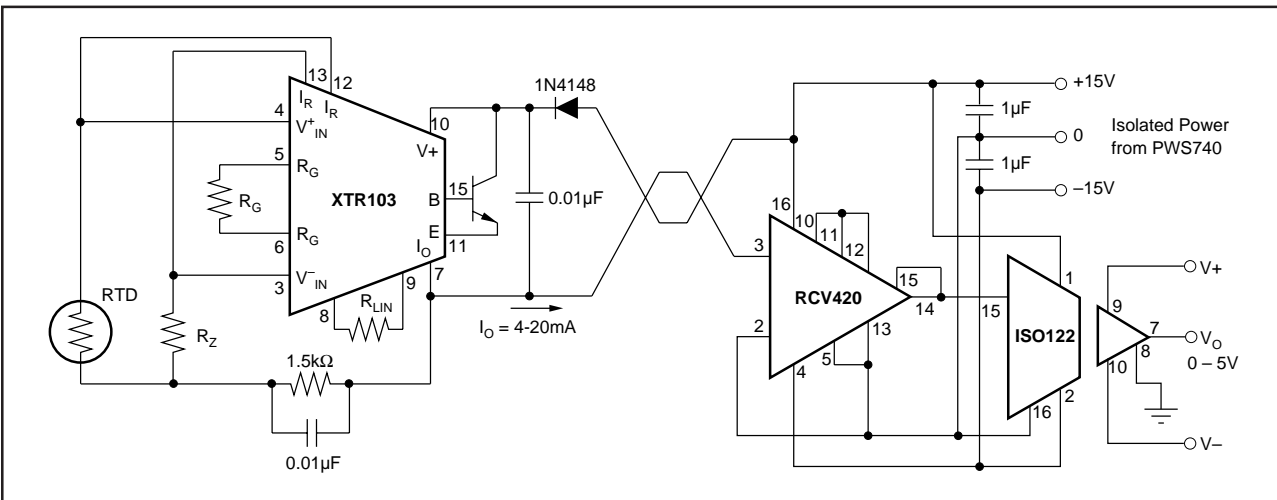 1N4148
+15V
1µF
0
Isolated Power
from PWS740
1µF
–15V
13
12
I_R
I_R
4
V⁺_IN
10
V+
5
R_G
R_G
XTR103
B
15
0.01µF
R_G
6
E
I_O
11
7
V⁻_IN
3
9
RTD
R_Z
8
R_LIN
I_O = 4-20mA
1.5kΩ
0.01µF
16
10
11
12
3
RCV420
15
14
2
13
5
4
1
15
ISO122
16
2
V+
9
7
V_O
8
0 – 5V
10
V–